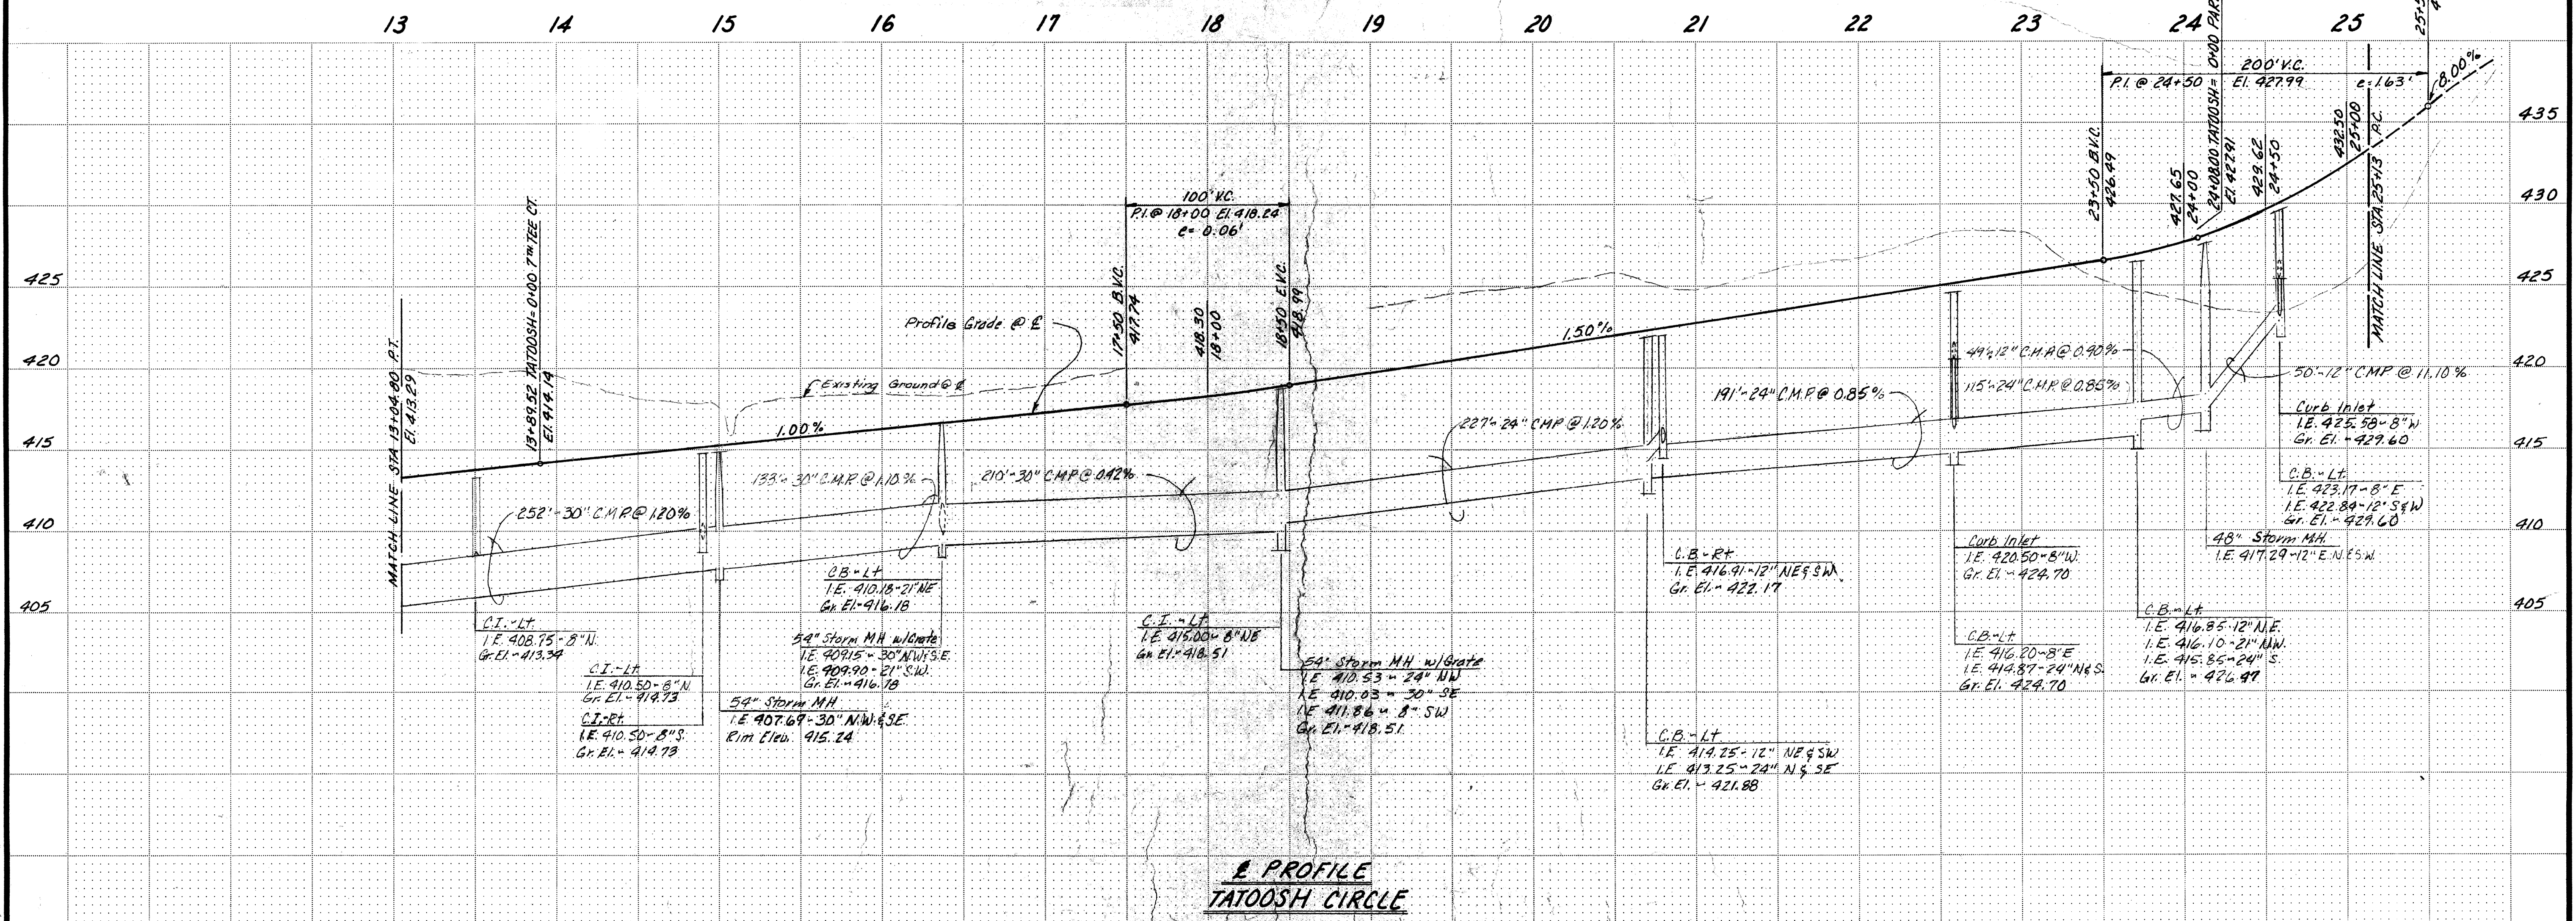 13 14 15 16 17 18 19 20 21 22 23 24 25
435
430
425
420
415
410
405
435
430
425
420
415
410
405
MATCH LINE STA 13+04.80 P.T.
El. 413.29
13+89.52 TATOOSH = 0+00 7TH TEE CT.
El. 414.14
Existing Ground @ ℄
Profile Grade @ ℄
1.00%
100' V.C.
P.I. @ 18+00 El. 418.24
e = 0.06'
17+50 B.V.C.
417.74
418.30
18+00
18+50 E.V.C.
418.99
1.50%
200' V.C.
P.I. @ 24+50 El. 427.99 e=1.63'
8.00%
23+50 B.V.C.
426.49
427.65
24+00
24+08.00 TATOOSH = 0+00
El. 427.91
429.62
24+50
432.50
25+00
MATCH LINE STA. 25+13 P.C.
252'-30" C.M.P. @ 1.20%
133'-30" C.M.P. @ 1.10%
210'-30" C.M.P. @ 0.42%
227'-24" CMP @ 1.20%
191'-24" C.M.P. @ 0.85%
49'-12" C.M.P. @ 0.90%
115'-24" C.M.P. @ 0.85%
50'-12" CMP @ 11.10%
C.I.-Lt.
I.E. 408.75-8" N.
Gr. El.-413.34
C.I.-Lt.
I.E. 410.50-8" N
Gr. El.-414.73
C.I.-Rt.
I.E. 410.50-8" S.
Gr. El.-414.73
54" Storm MH
I.E. 407.69-30" N.W. & S.E.
Rim Elev. 415.24
C.B.-Lt.
I.E. 410.18-21" NE
Gr. El.-416.18
54" Storm MH w/Grate
I.E. 409.15-30" N.W. & S.E.
I.E. 409.90-21" S.W.
Gr. El.-416.78
C.I.-Lt.
I.E. 415.00-8" NE
Gr. El.-418.51
54" Storm MH w/Grate
I.E. 410.53-24" NW
I.E. 410.03-30" SE
I.E. 411.86-8" SW
Gr. El.-418.51
C.B.-Rt.
I.E. 416.41-12" NE & SW
Gr. El.-422.17
C.B.-Lt
I.E. 414.25-12" NE & SW
I.E. 413.25-24" N & SE
Gr. El.-421.88
Curb Inlet
I.E. 420.50-8" W.
Gr. El.-424.70
C.B.-Lt.
I.E. 416.20-8" E
I.E. 414.87-24" N & S.
Gr. El. 424.70
C.B.-Lt.
I.E. 416.85-12" N.E.
I.E. 416.10-21" N.W.
I.E. 415.85-24" S.
Gr. El.-426.47
48" Storm MH
I.E. 417.29-12" E, N. & S.W.
Curb Inlet
I.E. 425.58-8" W
Gr. El.-429.60
C.B.-Lt.
I.E. 423.17-8" E
I.E. 422.84-12" S & W
Gr. El.-429.60
℄ PROFILE
TATOOSH CIRCLE